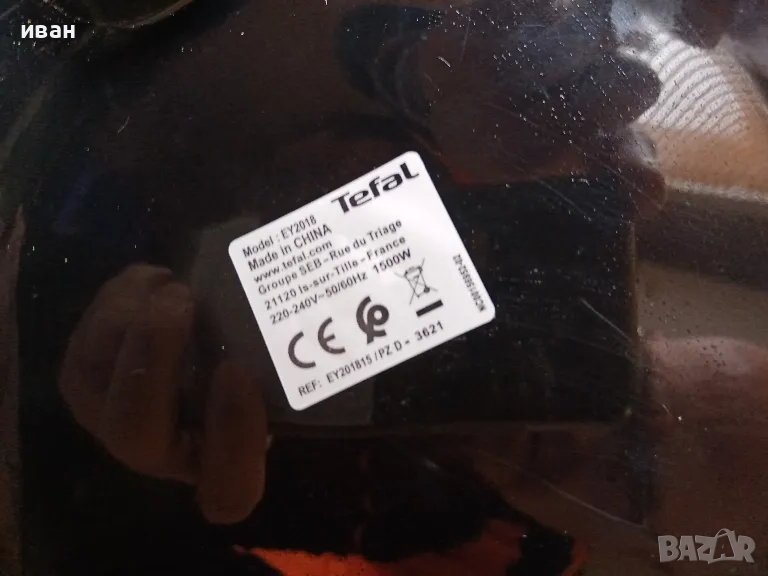 иван
Tefal
Model : EY2018
Made in CHINA
www.tefal.com
Groupe SEB - Rue du Triage
21120 Is-sur-Tille - France
220-240V~50/60Hz 1500W
CE
REF: EY201815 / PZ D - 3621
BAZAR